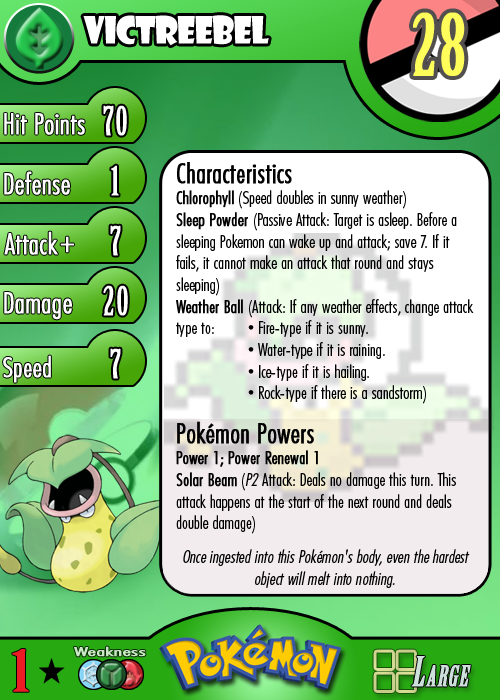 VICTREEBEL
28
Hit Points 70
Defense 1
Attack+ 7
Damage 20
Speed 7
Characteristics
Chlorophyll (Speed doubles in sunny weather)
Sleep Powder (Passive Attack: Target is asleep. Before a
sleeping Pokemon can wake up and attack; save 7. If it
fails, it cannot make an attack that round and stays
sleeping)
Weather Ball (Attack: If any weather effects, change attack
type to: • Fire-type if it is sunny.
• Water-type if it is raining.
• Ice-type if it is hailing.
• Rock-type if there is a sandstorm)
Pokémon Powers
Power 1; Power Renewal 1
Solar Beam (P2 Attack: Deals no damage this turn. This
attack happens at the start of the next round and deals
double damage)
Once ingested into this Pokémon's body, even the hardest
object will melt into nothing.
1 ★ Weakness
POKéMON
LARGE